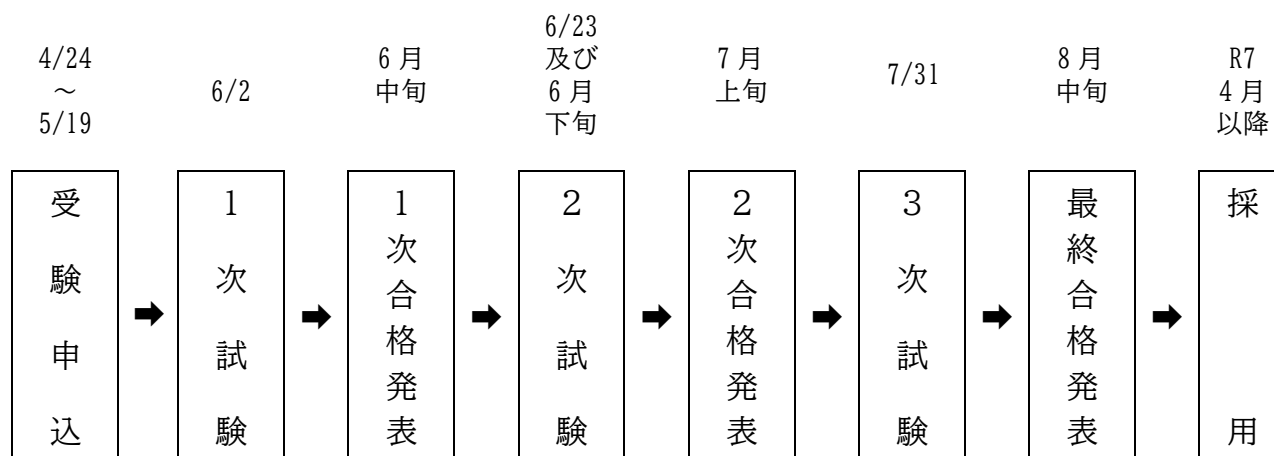 4/24
～
5/19
6/2
6月
中旬
6/23
及び
6月
下旬
7月
上旬
7/31
8月
中旬
R7
4月
以降
受験申込
➡
1次試験
➡
1次合格発表
➡
2次試験
➡
2次合格発表
➡
3次試験
➡
最終合格発表
➡
採用